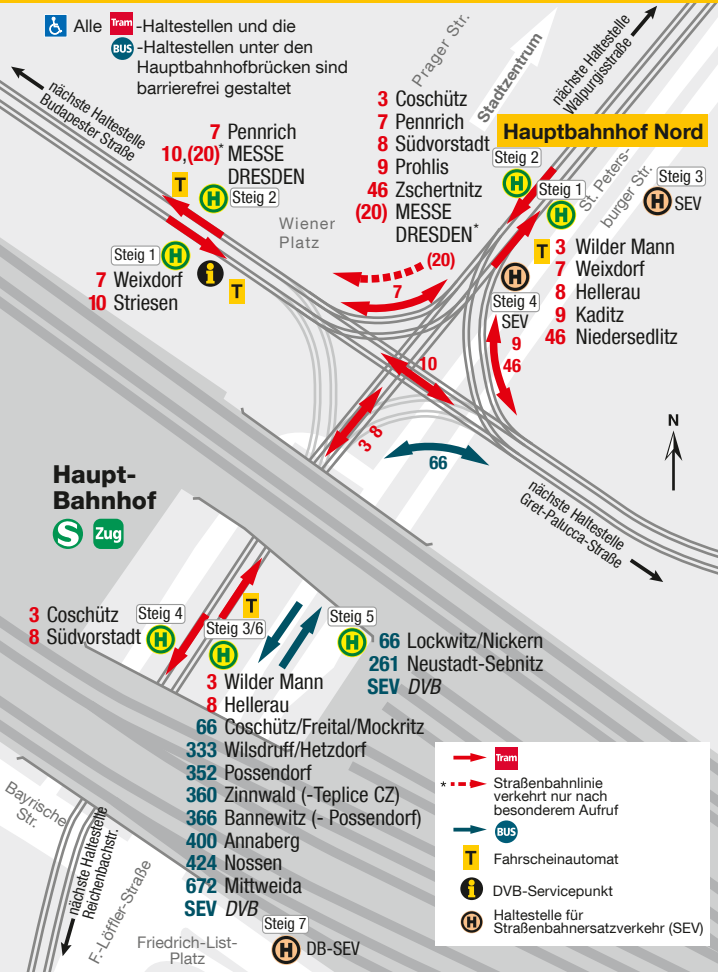 Alle Tram -Haltestellen und die
BUS -Haltestellen unter den
Hauptbahnhofbrücken sind
barrierefrei gestaltet
nächste Haltestelle
Budapester Straße
Prager Str.
Stadtzentrum
nächste Haltestelle
Walpurgisstraße
7 Pennrich
10,(20)* MESSE
DRESDEN
T
H
Steig 2
Wiener
Platz
Steig 1
H
7 Weixdorf
10 Striesen
i
T
3 Coschütz
7 Pennrich
8 Südvorstadt
9 Prohlis
46 Zschertnitz
(20) MESSE
DRESDEN*
Hauptbahnhof Nord
Steig 2
H
Steig 1
H
St. Peters-
burger Str.
Steig 3
H SEV
T
3 Wilder Mann
7 Weixdorf
8 Hellerau
9 Kaditz
46 Niedersedlitz
H
Steig 4
SEV
(20)
7
9
46
10
3 8
66
N
nächste Haltestelle
Gret-Palucca-Straße
Haupt-
Bahnhof
S Zug
3 Coschütz
8 Südvorstadt
Steig 4
H
T
Steig 3/6
H
Steig 5
H
66 Lockwitz/Nickern
261 Neustadt-Sebnitz
SEV DVB
3 Wilder Mann
8 Hellerau
66 Coschütz/Freital/Mockritz
333 Wilsdruff/Hetzdorf
352 Possendorf
360 Zinnwald (-Teplice CZ)
366 Bannewitz (- Possendorf)
400 Annaberg
424 Nossen
672 Mittweida
SEV DVB
Steig 7
H DB-SEV
Bayrische
Str.
nächste Haltestelle
Reichenbachstr.
F.-Löffler-Straße
Friedrich-List-
Platz
Tram
* Straßenbahnlinie
verkehrt nur nach
besonderem Aufruf
BUS
T Fahrscheinautomat
i DVB-Servicepunkt
H Haltestelle für
Straßenbahnersatzverkehr (SEV)